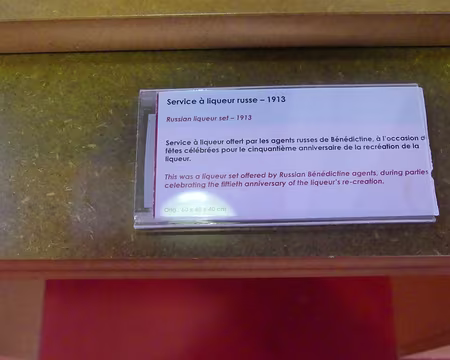 Service à liqueur russe – 1913
Russian liqueur set – 1913
Service à liqueur offert par les agents russes de Bénédictine, à l'occasion
fêtes célébrées pour le cinquantième anniversaire de la recréation de la
liqueur.
This was a liqueur set offered by Russian Bénédictine agents, during parties
celebrating the fiftieth anniversary of the liqueur's re-creation.